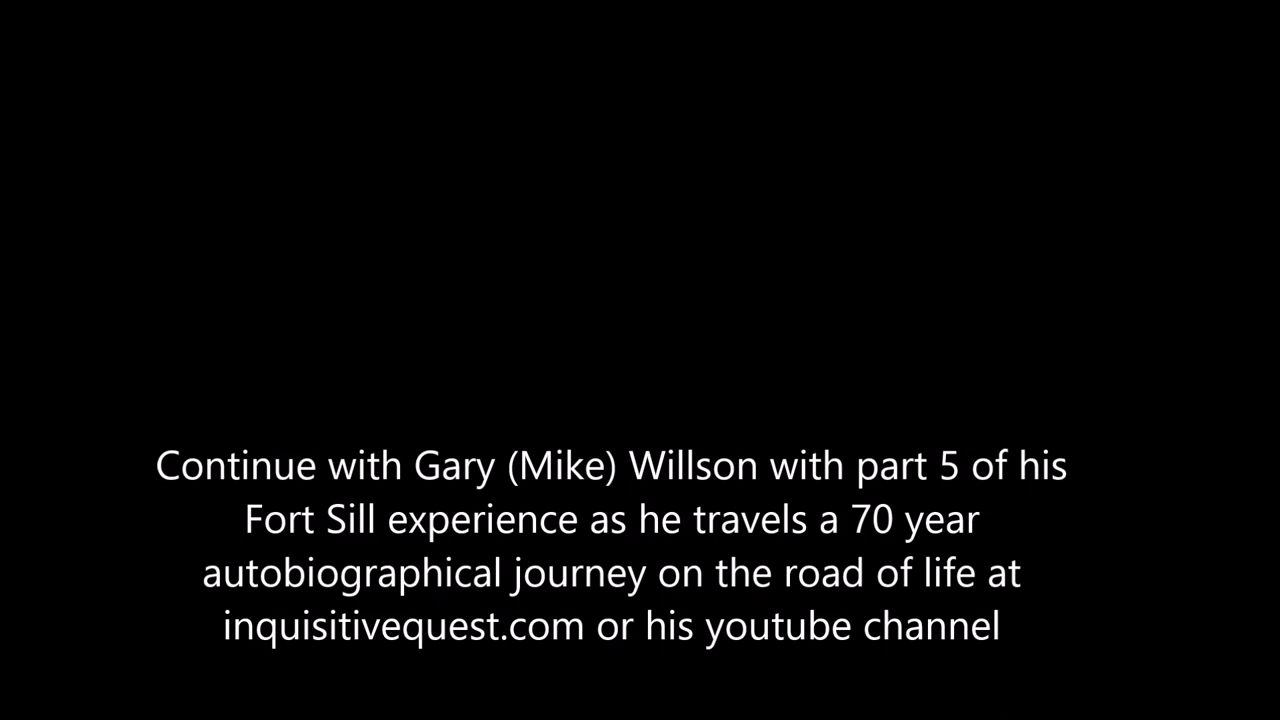 Continue with Gary (Mike) Willson with part 5 of his
Fort Sill experience as he travels a 70 year
autobiographical journey on the road of life at
inquisitivequest.com or his youtube channel